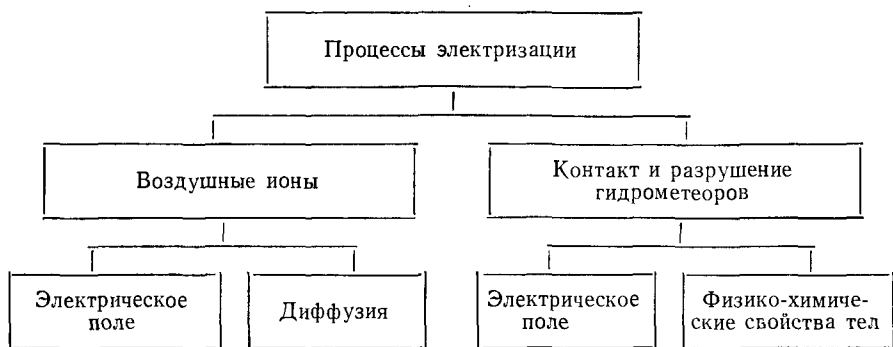 Процессы электризации
Воздушные ионы
Контакт и разрушение
гидрометеоров
Электрическое
поле
Диффузия
Электрическое
поле
Физико-химиче-
ские свойства тел